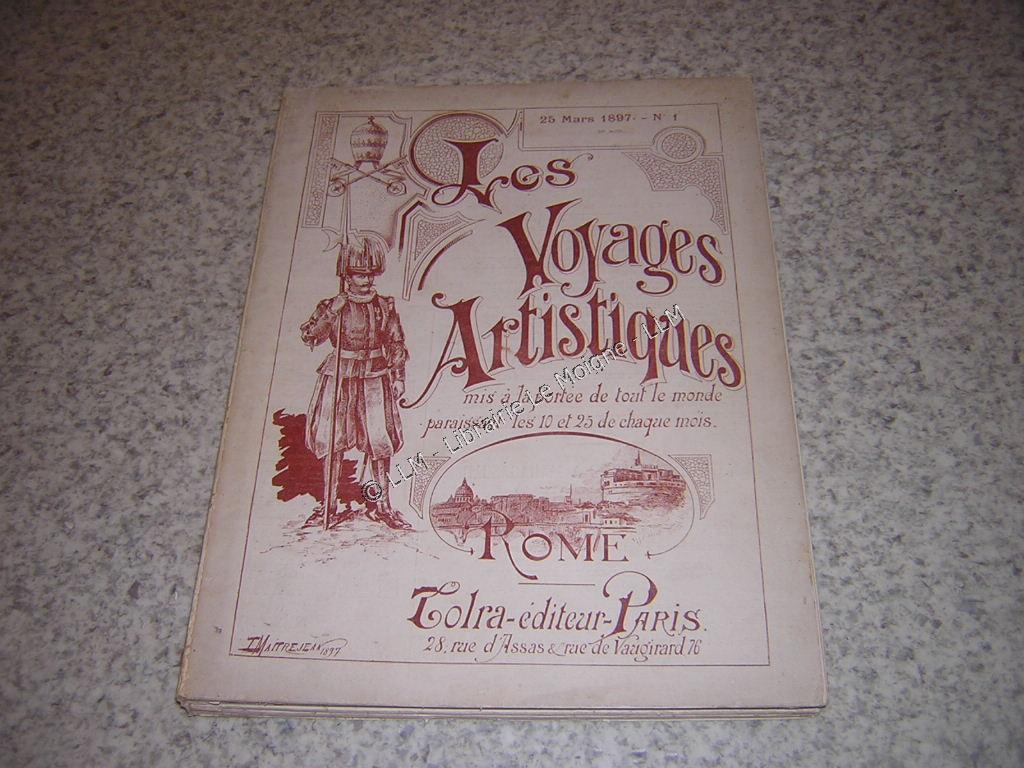 25 Mars 1897 - N° 1
Les
Voyages
Artistiques
mis à la portée de tout le monde
paraissant les 10 et 25 de chaque mois.
ROME
Tolra-éditeur-PARIS.
28, rue d'Assas & rue de Vaugirard 76
MAITREJEAN 1897
© LLM - Librairie Le Moigne - LLM